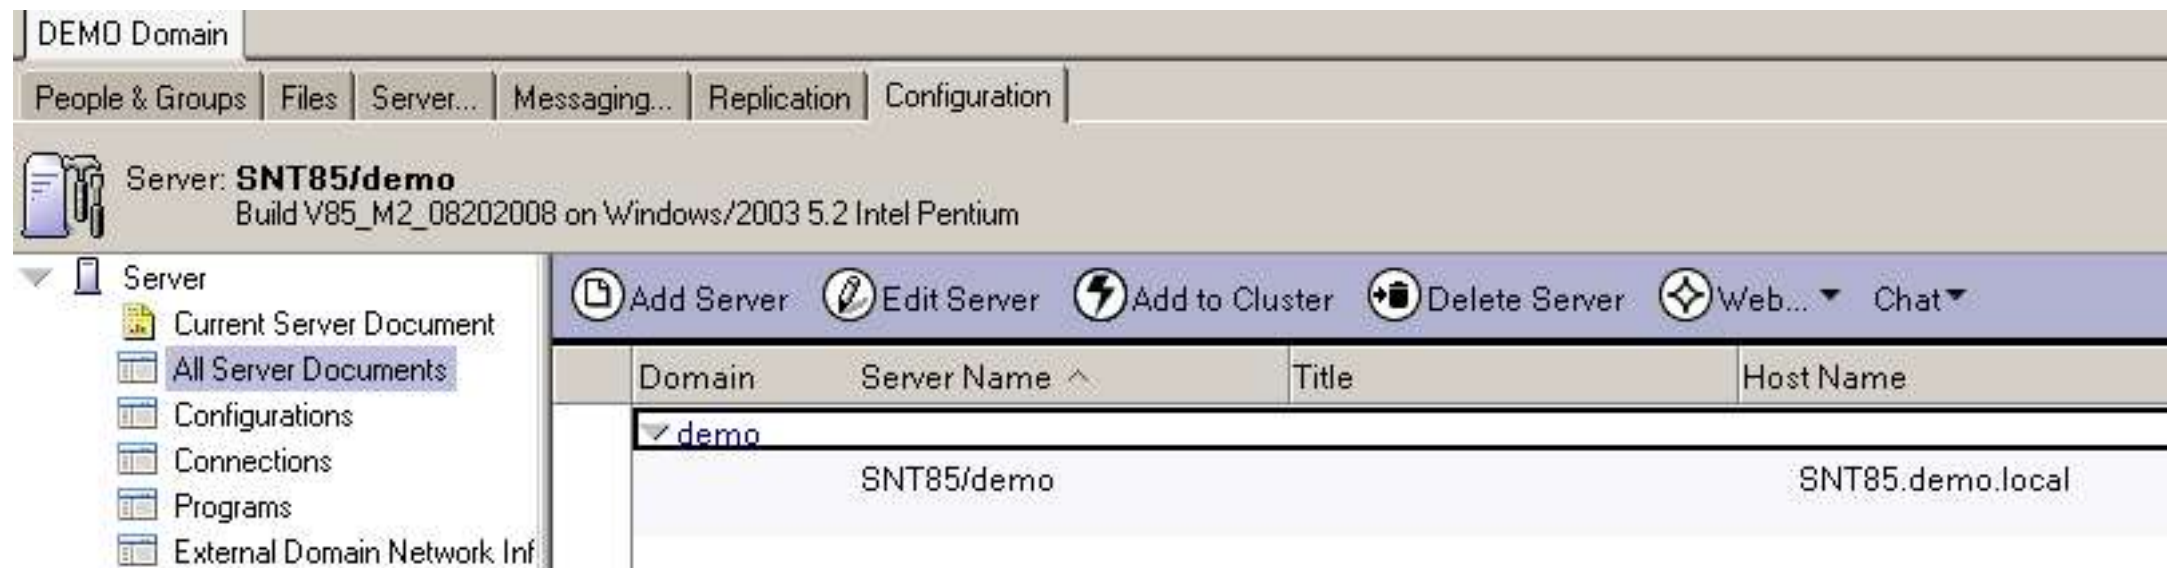 DEMO Domain
People & Groups Files Server... Messaging... Replication Configuration
Server: SNT85/demo
Build V85_M2_08202008 on Windows/2003 5.2 Intel Pentium
Server
Current Server Document
All Server Documents
Configurations
Connections
Programs
External Domain Network Inf
Add Server Edit Server Add to Cluster Delete Server Web... Chat
Domain Server Name Title Host Name
demo
SNT85/demo SNT85.demo.local